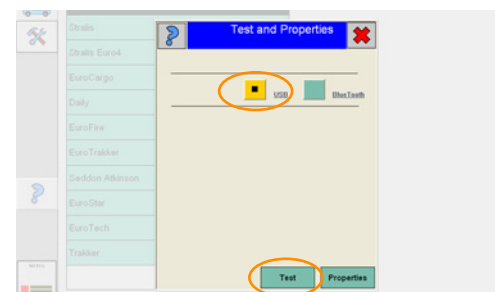 Stralis
Stralis Euro4
EuroCargo
Daily
EuroFire
EuroTrakker
Seddon Atkinson
EuroStar
EuroTech
Trakker
Test and Properties
USB
BlueTooth
Test
Properties